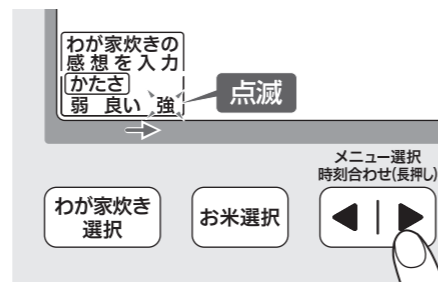 わが家炊きの
感想を入力
かたさ
弱 良い 強
点滅
メニュー選択
時刻合わせ(長押し)
わが家炊き
選択
お米選択